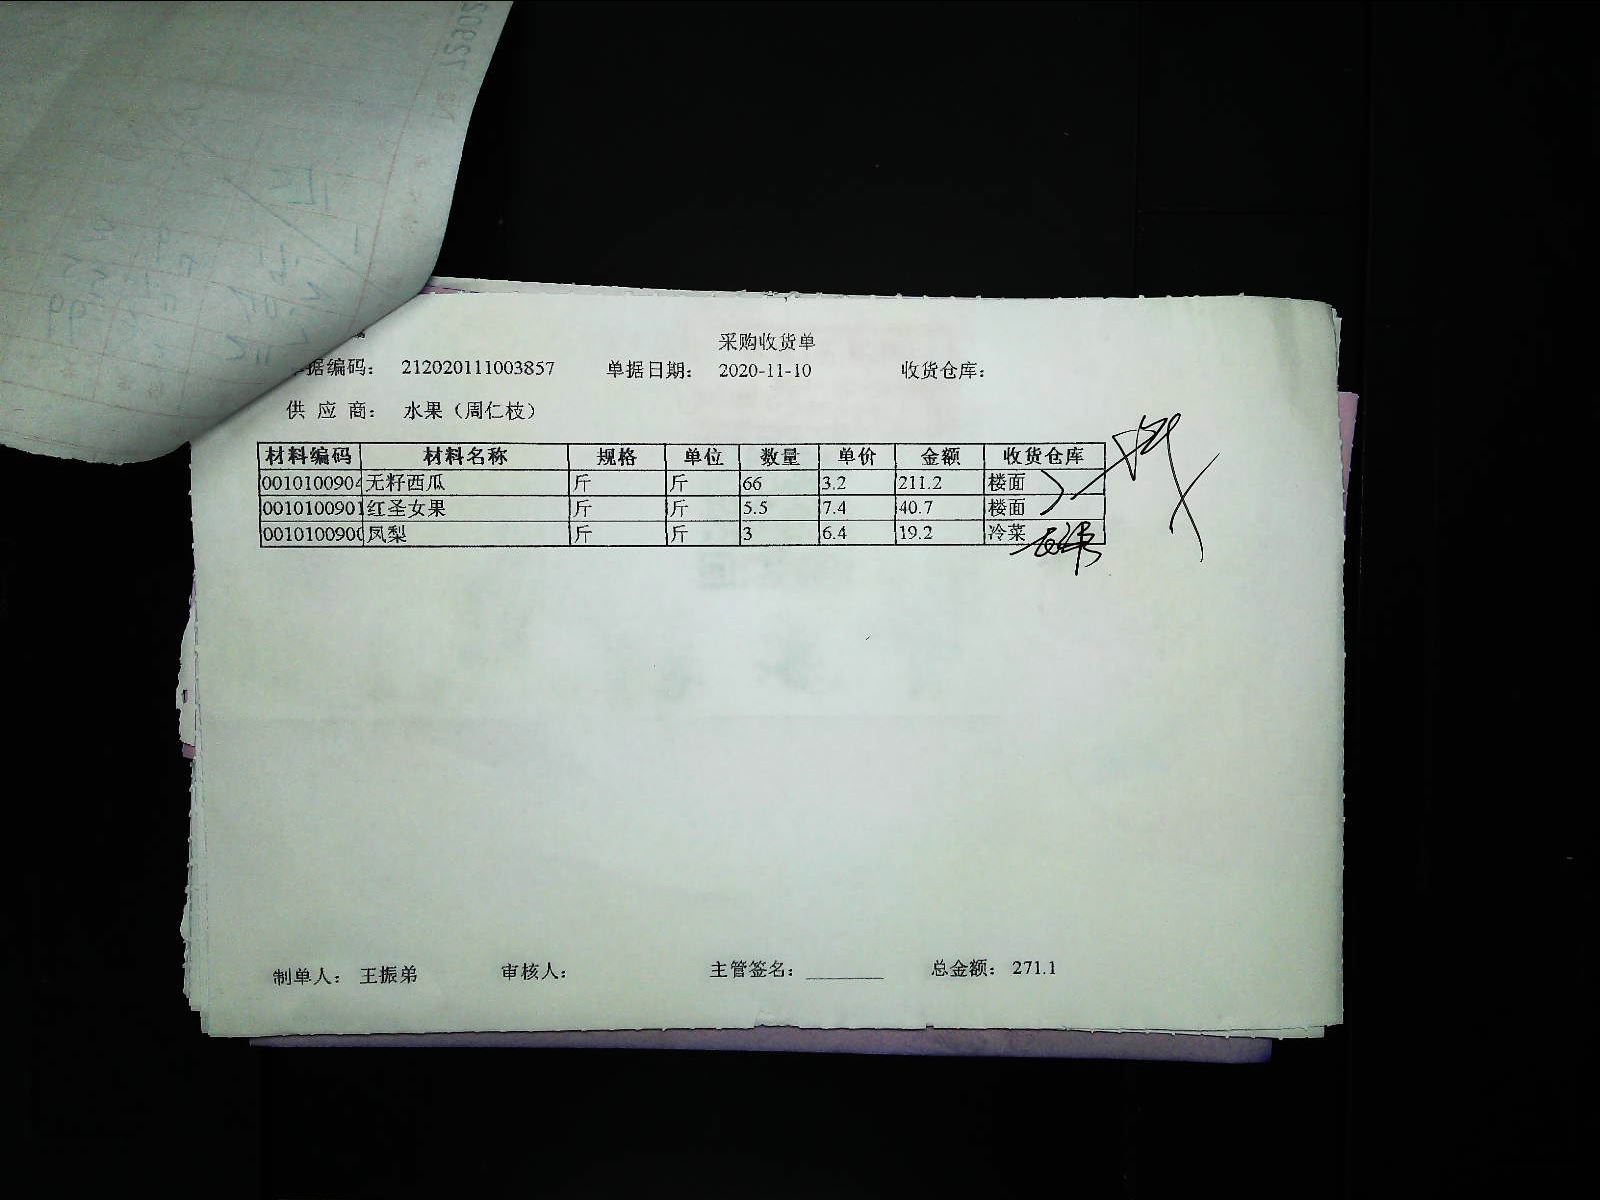 采购收货单
据编码： 212020111003857 单据日期： 2020-11-10 收货仓库：
供 应 商： 水果（周仁枝）
材料编码 材料名称 规格 单位 数量 单价 金额 收货仓库
0010100904 无籽西瓜 斤 斤 66 3.2 211.2 楼面
0010100901 红圣女果 斤 斤 5.5 7.4 40.7 楼面
001010090 凤梨 斤 斤 3 6.4 19.2 冷菜
制单人： 王振弟 审核人： 主管签名：________ 总金额： 271.1